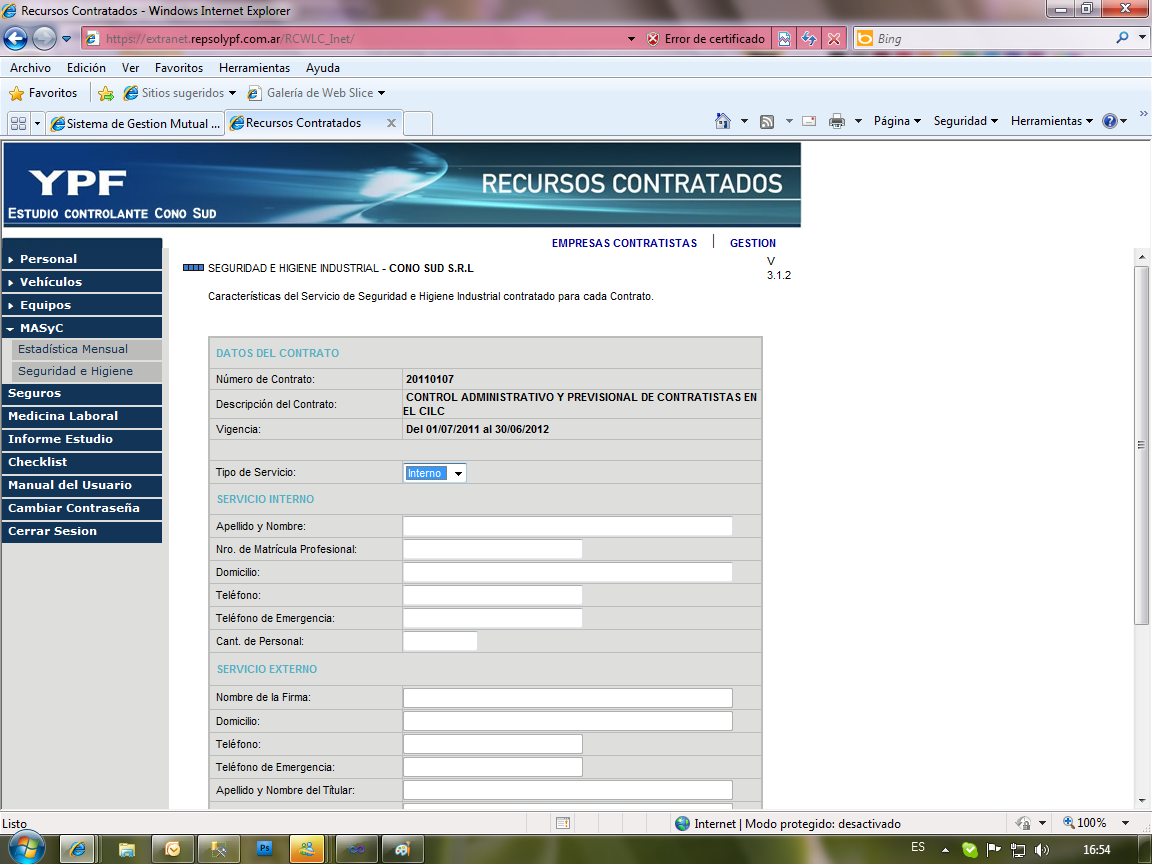 Recursos Contratados - Windows Internet Explorer
https://extranet.repsolypf.com.ar/RCWLC_Inet/
Error de certificado
Bing
Archivo Edición Ver Favoritos Herramientas Ayuda
Favoritos
Sitios sugeridos
Galería de Web Slice
Sistema de Gestion Mutual ...
Recursos Contratados
Página
Seguridad
Herramientas
YPF
ESTUDIO CONTROLANTE CONO SUD
RECURSOS CONTRATADOS
EMPRESAS CONTRATISTAS | GESTION
V
3.1.2
Personal
Vehículos
Equipos
MASyC
Estadística Mensual
Seguridad e Higiene
Seguros
Medicina Laboral
Informe Estudio
Checklist
Manual del Usuario
Cambiar Contraseña
Cerrar Sesion
SEGURIDAD E HIGIENE INDUSTRIAL - CONO SUD S.R.L
Características del Servicio de Seguridad e Higiene Industrial contratado para cada Contrato.
DATOS DEL CONTRATO
Número de Contrato: 20110107
Descripción del Contrato: CONTROL ADMINISTRATIVO Y PREVISIONAL DE CONTRATISTAS EN
EL CILC
Vigencia: Del 01/07/2011 al 30/06/2012
Tipo de Servicio: Interno
SERVICIO INTERNO
Apellido y Nombre:
Nro. de Matrícula Profesional:
Domicilio:
Teléfono:
Teléfono de Emergencia:
Cant. de Personal:
SERVICIO EXTERNO
Nombre de la Firma:
Domicilio:
Teléfono:
Teléfono de Emergencia:
Apellido y Nombre del Títular:
Listo
Internet | Modo protegido: desactivado
100%
Ps
ES
16:54